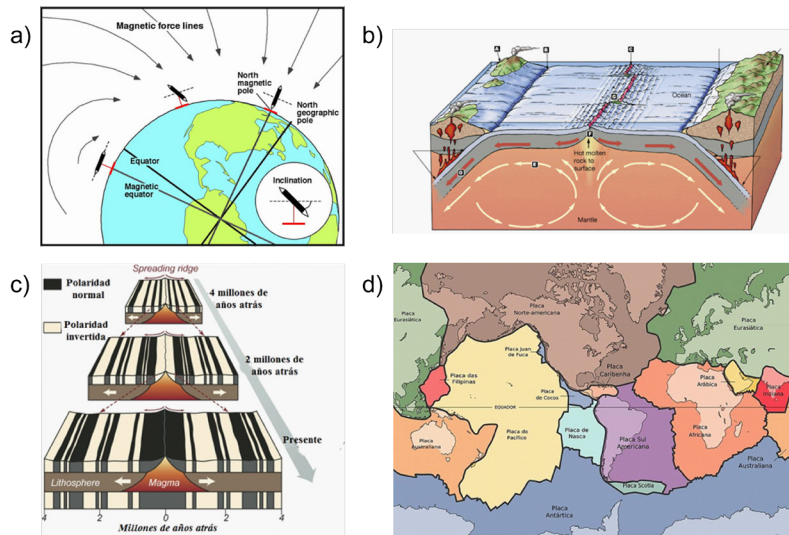 a)
Magnetic force lines
North
magnetic
pole
North
geographic
pole
Equator
Magnetic
equator
Inclination
b)
A
B
C
Ocean
D
F
Hot molten
rock to
surface
E
G
Mantle
c)
Spreading ridge
Polaridad
normal
4 millones de
años atrás
Polaridad
invertida
2 millones de
años atrás
Presente
Lithosphere
Magma
4
2
0
2
4
Millones de años atrás
d)
Placa
Eurasiática
Placa
Norte-americana
Placa
Eurasiática
Placa Juan
de Fuca
Placa
Caribenha
Placa das
Filipinas
Placa
de Cocos
Placa
Arábica
Placa
Indiana
EQUADOR
Placa
Australiana
Placa do
Pacífico
Placa de
Nasca
Placa Sul
Americana
Placa
Africana
Placa
Australiana
Placa Scotia
Placa
Antártica